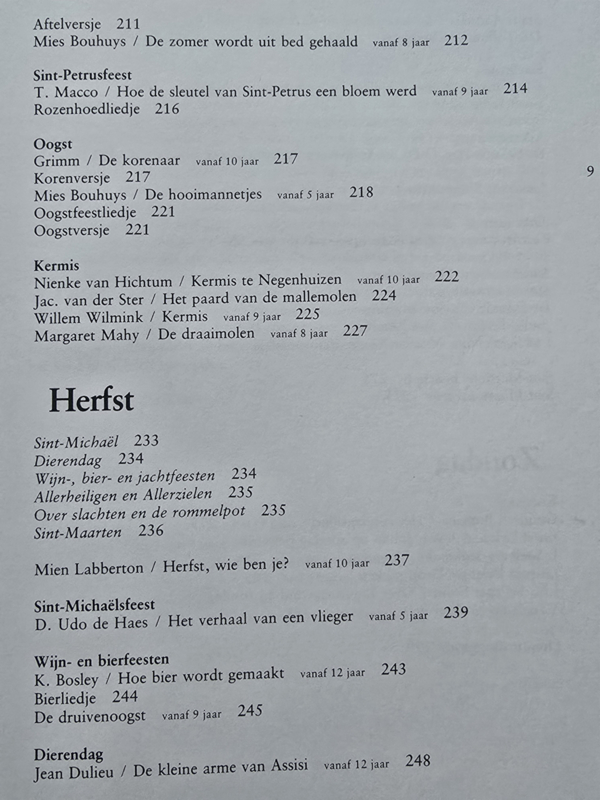 Aftelversje 211
Mies Bouhuys / De zomer wordt uit bed gehaald vanaf 8 jaar 212
Sint-Petrusfeest
T. Macco / Hoe de sleutel van Sint-Petrus een bloem werd vanaf 9 jaar 214
Rozenhoedliedje 216
Oogst
Grimm / De korenaar vanaf 10 jaar 217
9
Korenversje 217
Mies Bouhuys / De hooimannetjes vanaf 5 jaar 218
Oogstfeestliedje 221
Oogstversje 221
Kermis
Nienke van Hichtum / Kermis te Negenhuizen vanaf 10 jaar 222
Jac. van der Ster / Het paard van de mallemolen 224
Willem Wilmink / Kermis vanaf 9 jaar 225
Margaret Mahy / De draaimolen vanaf 8 jaar 227
Herfst
Sint-Michaël 233
Dierendag 234
Wijn-, bier- en jachtfeesten 234
Allerheiligen en Allerzielen 235
Over slachten en de rommelpot 235
Sint-Maarten 236
Mien Labberton / Herfst, wie ben je? vanaf 10 jaar 237
Sint-Michaëlsfeest
D. Udo de Haes / Het verhaal van een vlieger vanaf 5 jaar 239
Wijn- en bierfeesten
K. Bosley / Hoe bier wordt gemaakt vanaf 12 jaar 243
Bierliedje 244
De druivenoogst vanaf 9 jaar 245
Dierendag
Jean Dulieu / De kleine arme van Assisi vanaf 12 jaar 248